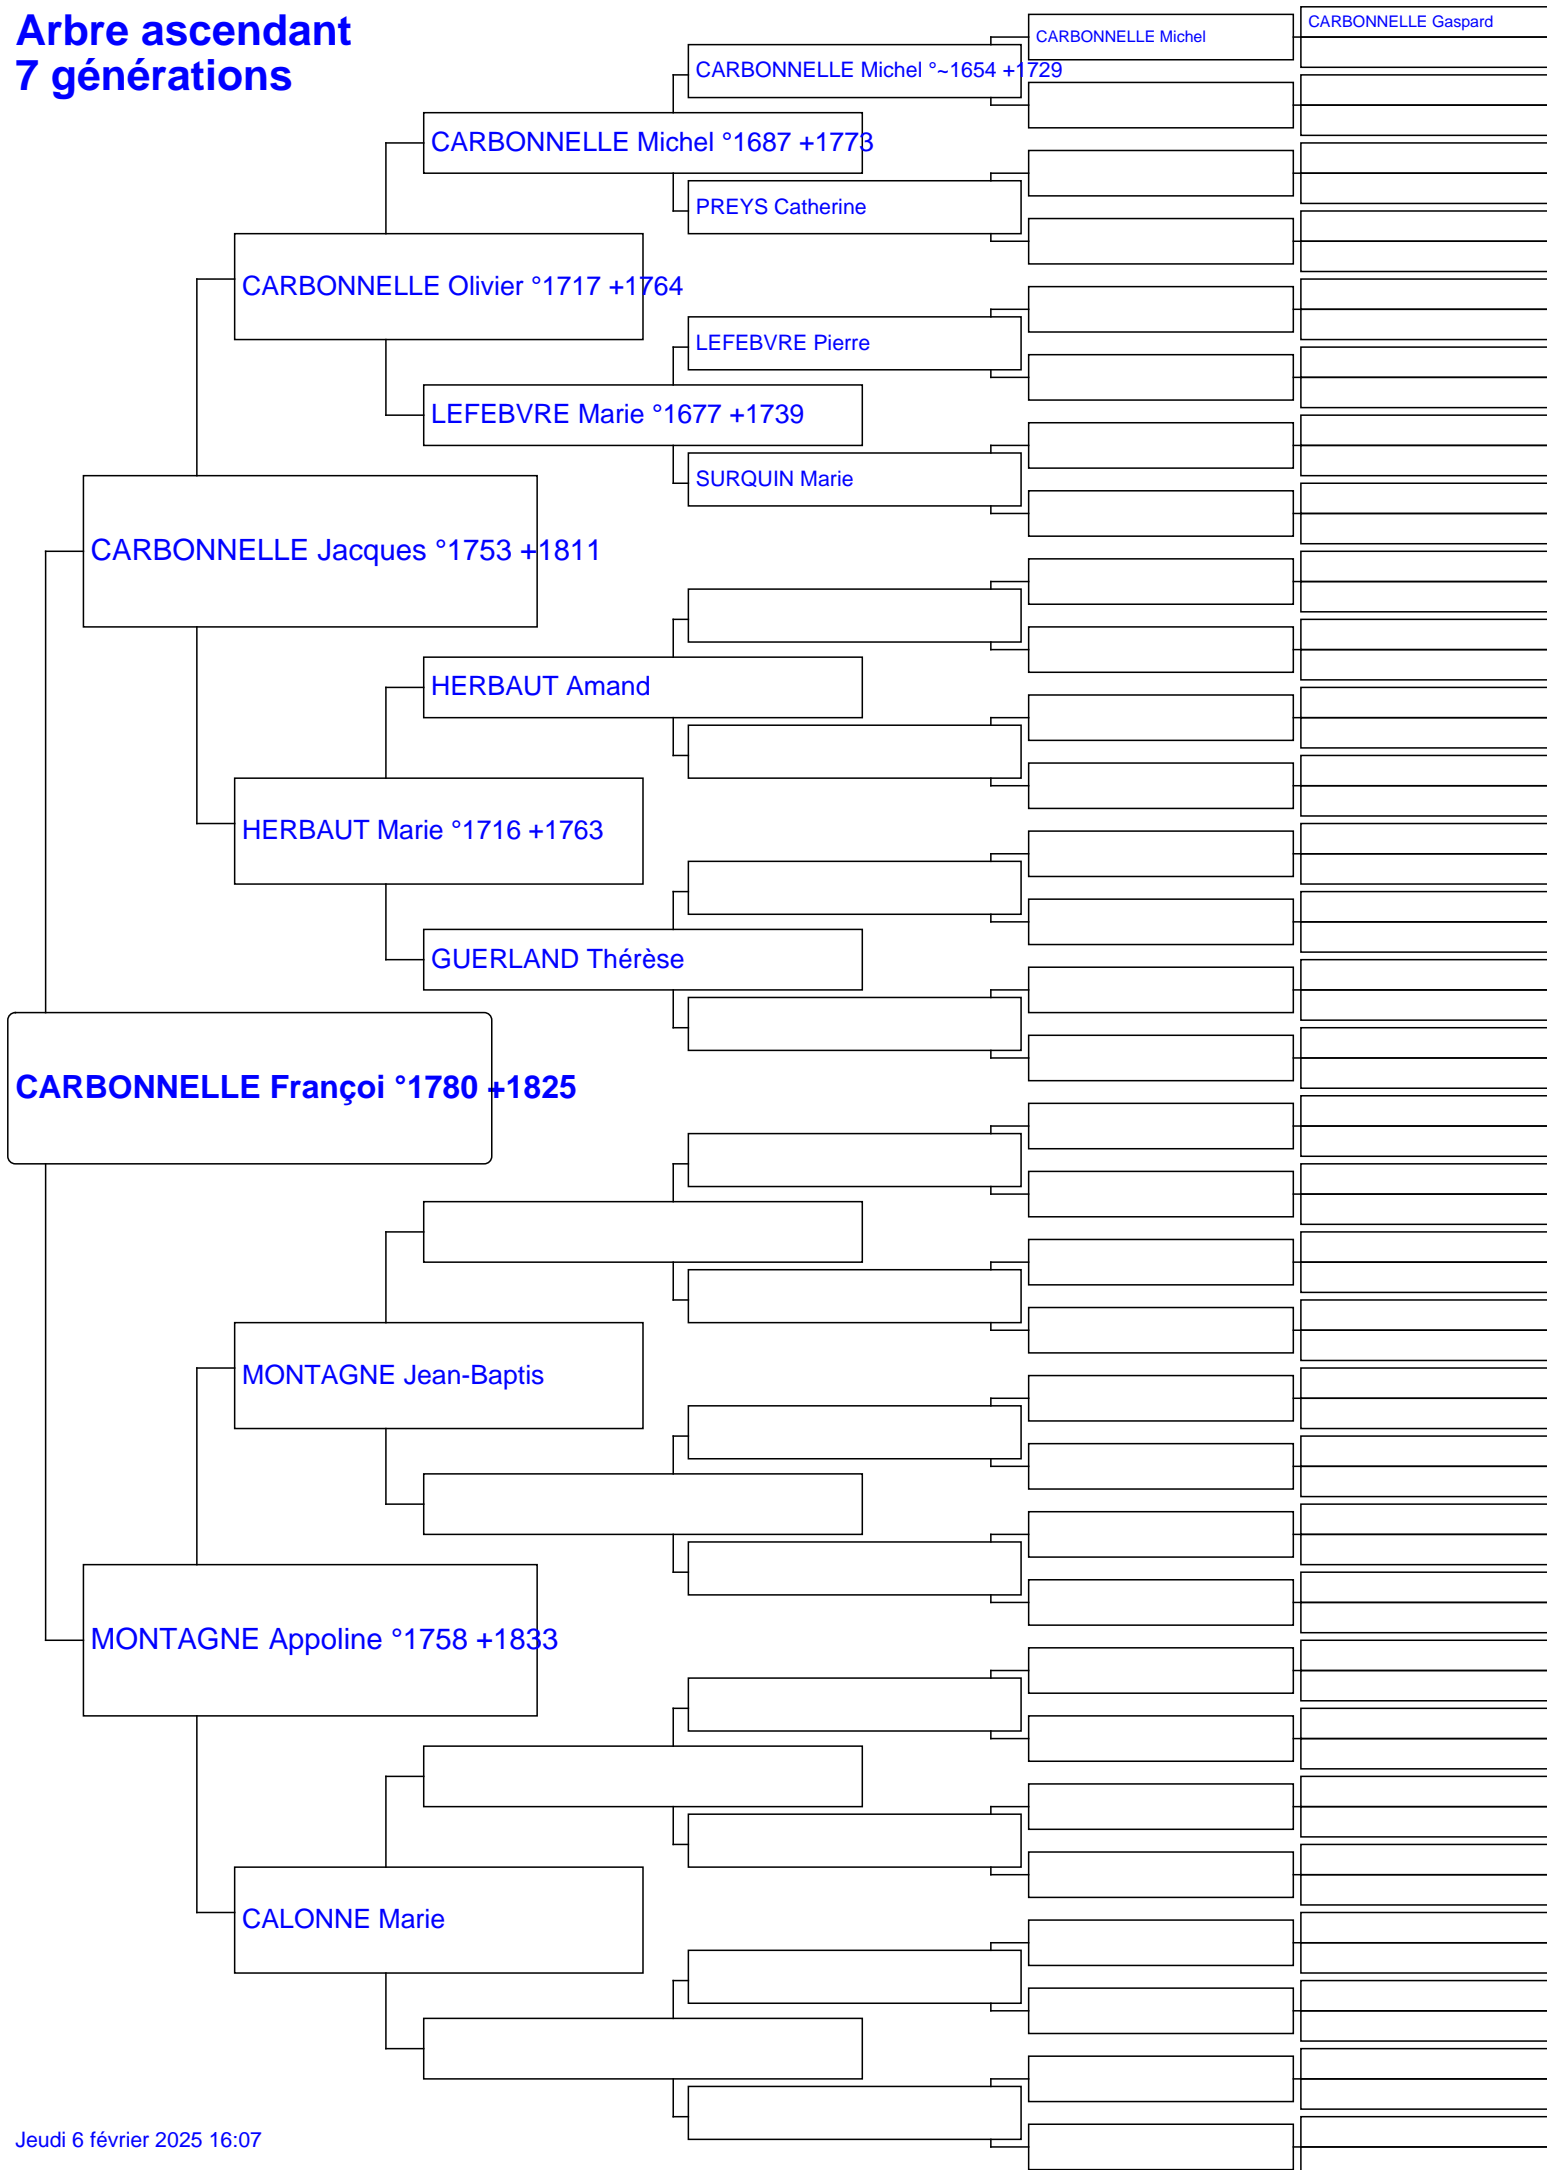 Arbre ascendant
7 générations
CARBONNELLE Gaspard
CARBONNELLE Michel
CARBONNELLE Michel °~1654 +1729
CARBONNELLE Michel °1687 +1773
PREYS Catherine
CARBONNELLE Olivier °1717 +1764
LEFEBVRE Pierre
LEFEBVRE Marie °1677 +1739
SURQUIN Marie
CARBONNELLE Jacques °1753 +1811
HERBAUT Amand
HERBAUT Marie °1716 +1763
GUERLAND Thérèse
CARBONNELLE Françoi °1780 +1825
MONTAGNE Jean-Baptis
MONTAGNE Appoline °1758 +1833
CALONNE Marie
Jeudi 6 février 2025 16:07